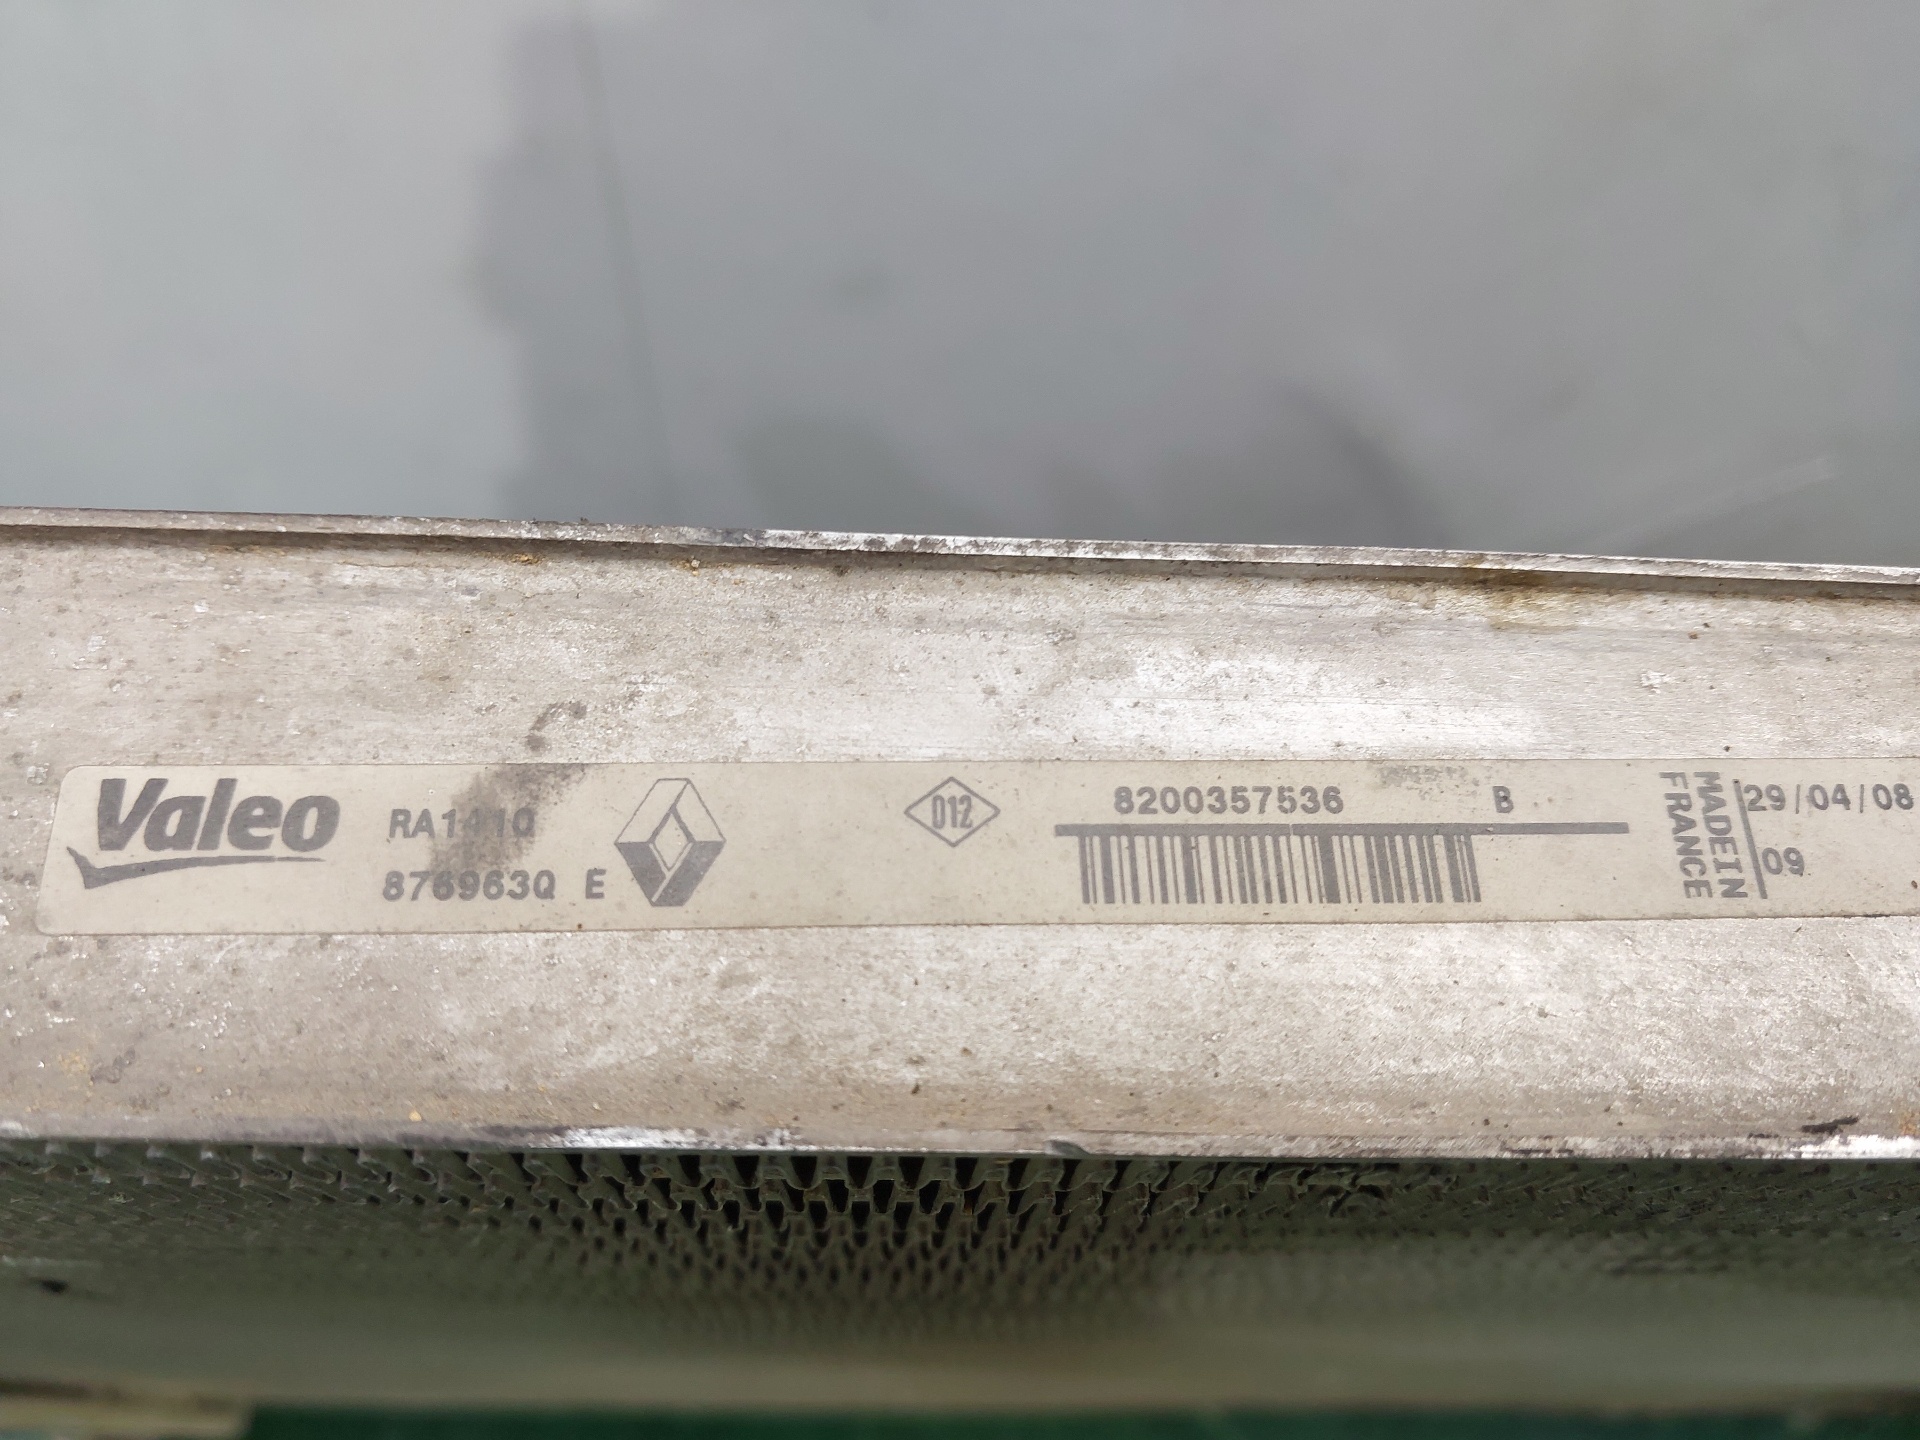 Valeo
RA1410
876963Q E
D12
8200357536 B
MADE IN
FRANCE
29/04/08
09